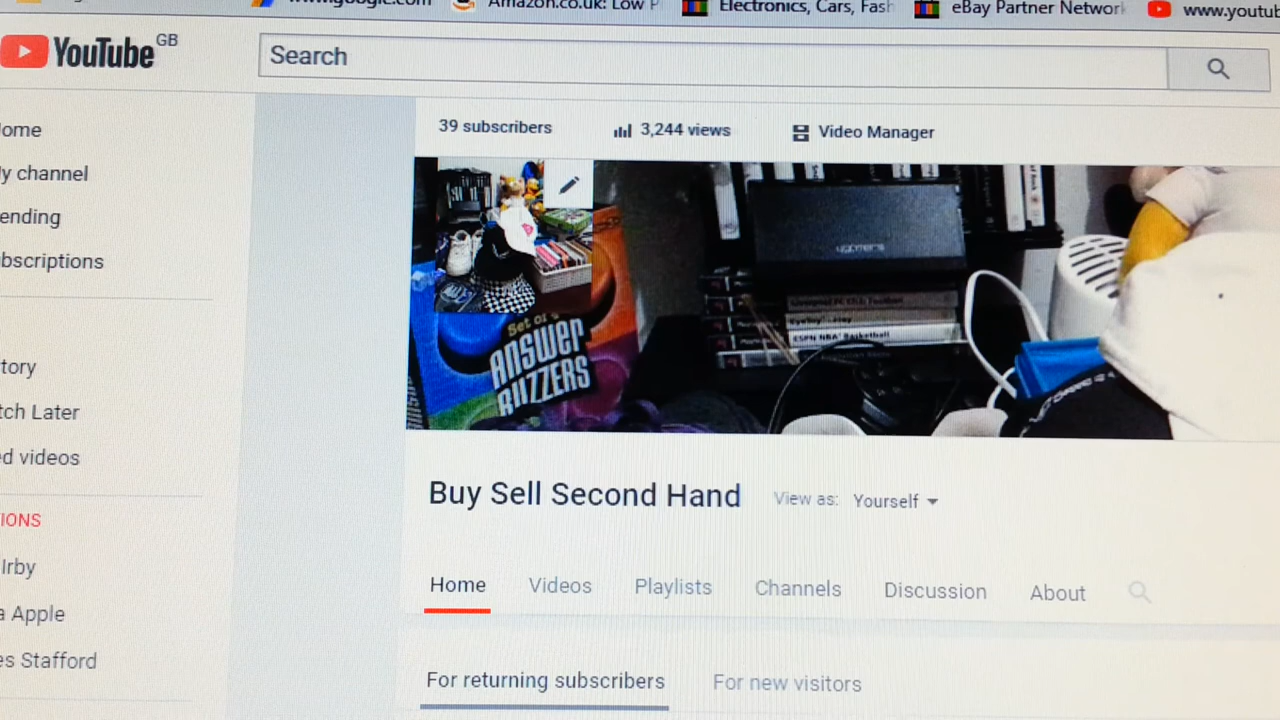 www.google.com
Amazon.co.uk: Low P
Electronics, Cars, Fash
eBay Partner Network
www.youtub
YouTube GB
Search
39 subscribers
3,244 views
Video Manager
ome
y channel
ending
bscriptions
tory
tch Later
d videos
IONS
Irby
a Apple
es Stafford
Set of
Answer
Buzzers
ESPN NBA Basketball
Buy Sell Second Hand
View as: Yourself
Home Videos Playlists Channels Discussion About
For returning subscribers
For new visitors